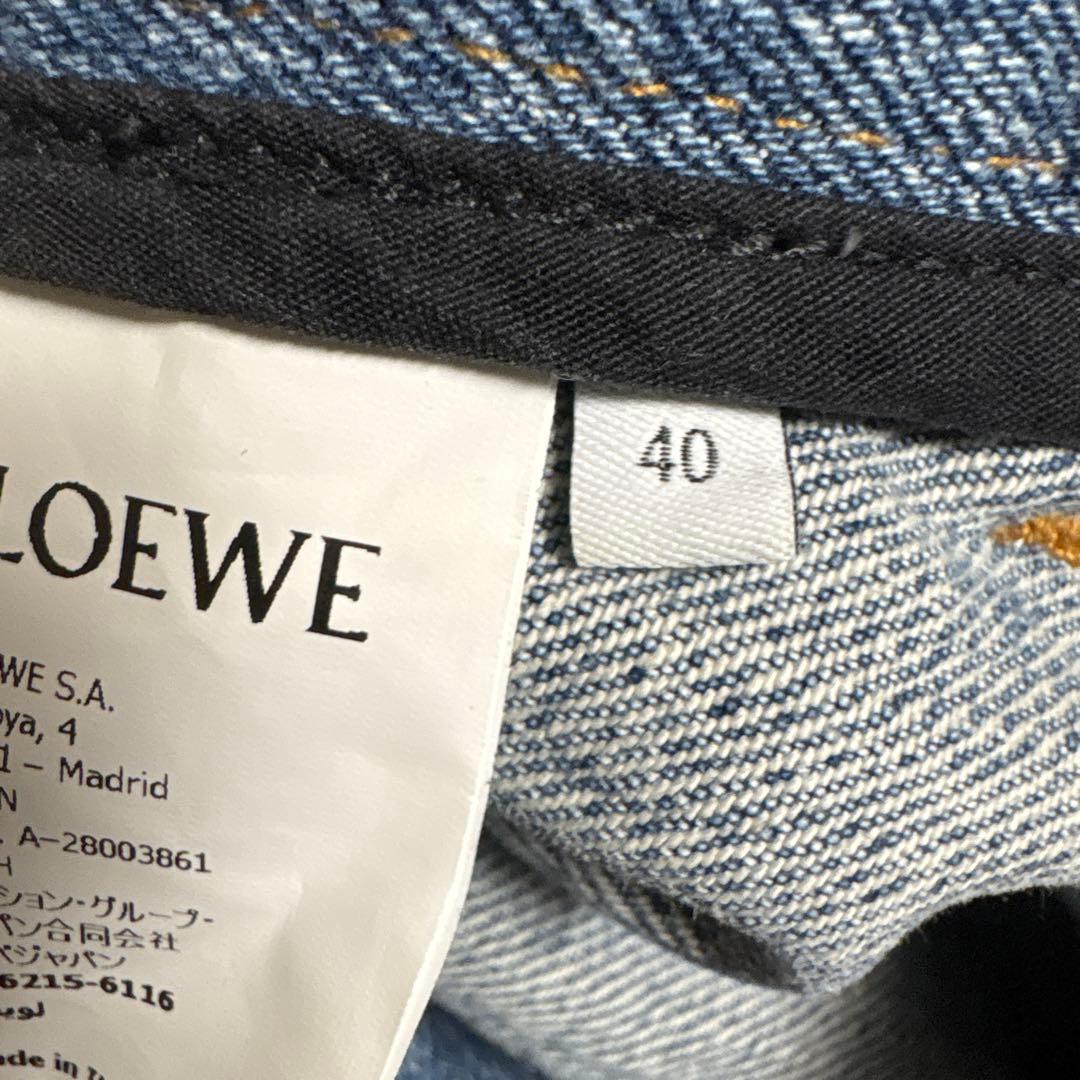 40
LOEWE
WE S.A.
oya, 4
1 – Madrid
N
. A-28003861
H
ション・グループ-
パン合同会社
ベジャパン
6215-6116
ade in